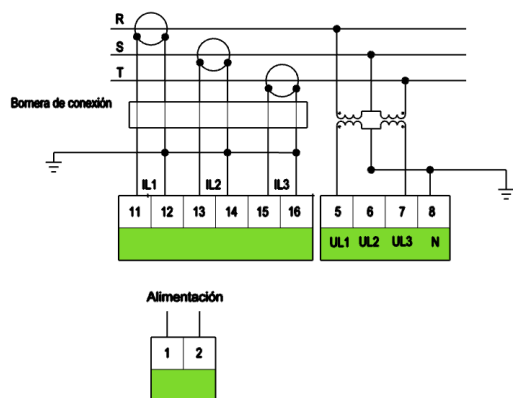 R
S
T
Bornera de conexión
IL1 IL2 IL3
11 12 13 14 15 16
5 6 7 8
UL1 UL2 UL3 N
Alimentación
1 2